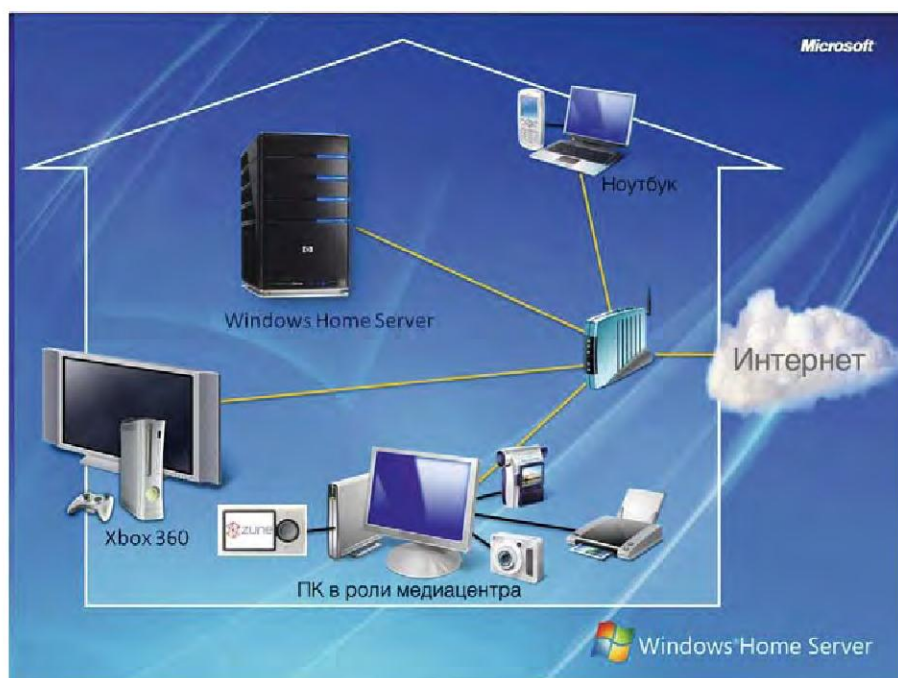 Microsoft
Ноутбук
Windows Home Server
Интернет
Xbox 360
zune
ПК в роли медиацентра
Windows® Home Server